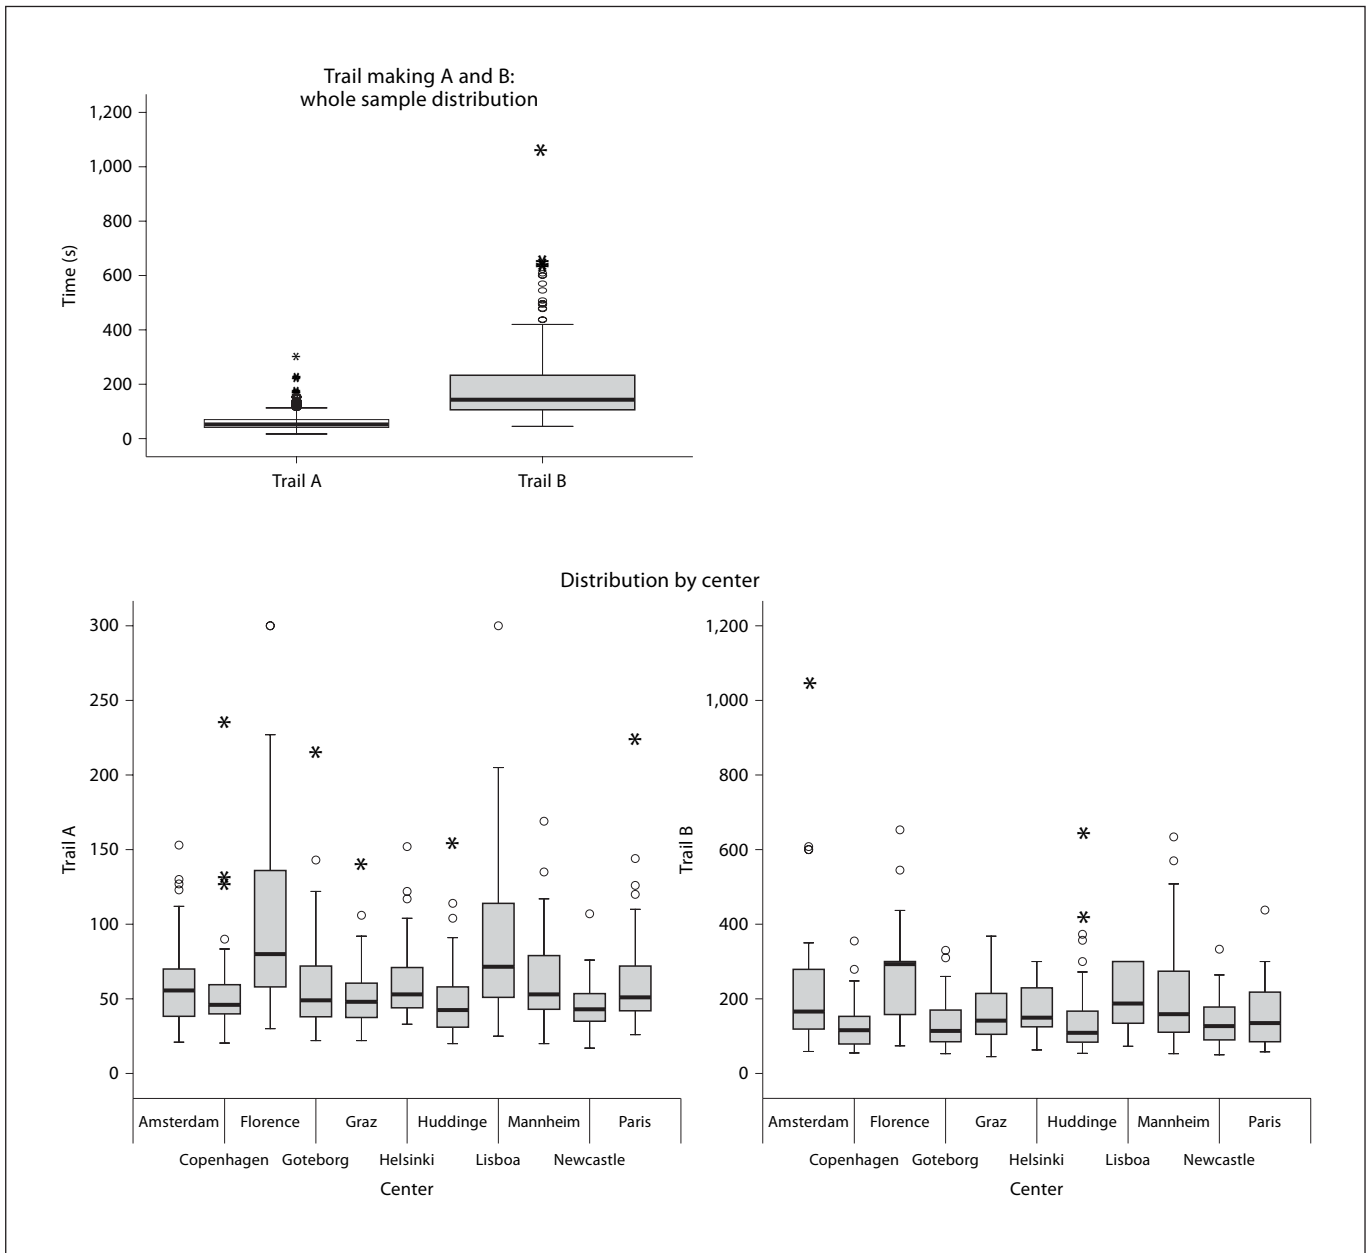 Trail making A and B:
whole sample distribution
Time (s)
1,200
1,000
800
600
400
200
0
Trail A
Trail B
Distribution by center
Trail A
300
250
200
150
100
50
0
Amsterdam
Florence
Graz
Huddinge
Mannheim
Paris
Copenhagen
Goteborg
Helsinki
Lisboa
Newcastle
Center
Trail B
1,200
1,000
800
600
400
200
0
Amsterdam
Florence
Graz
Huddinge
Mannheim
Paris
Copenhagen
Goteborg
Helsinki
Lisboa
Newcastle
Center